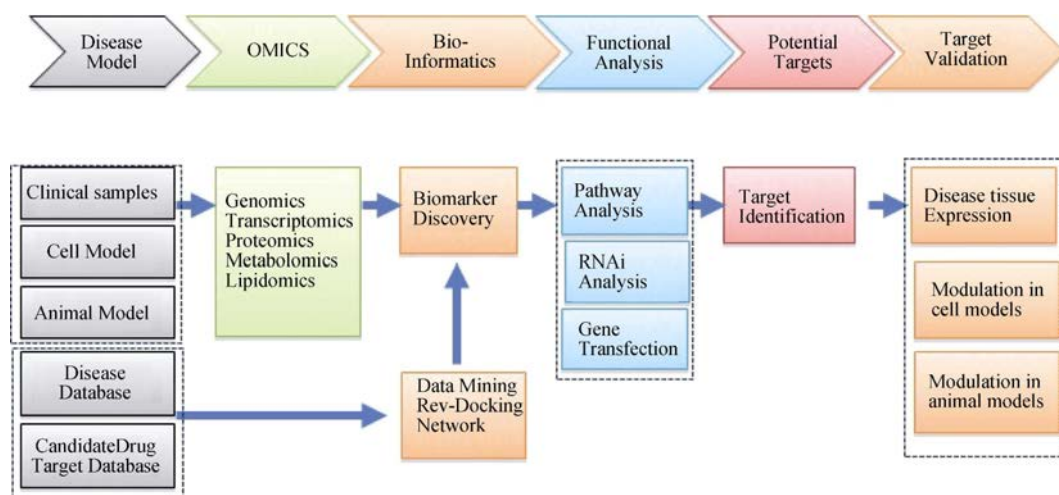 Disease
Model
OMICS
Bio-
Informatics
Functional
Analysis
Potential
Targets
Target
Validation
Clinical samples
Cell Model
Animal Model
Disease
Database
CandidateDrug
Target Database
Genomics
Transcriptomics
Proteomics
Metabolomics
Lipidomics
Biomarker
Discovery
Data Mining
Rev-Docking
Network
Pathway
Analysis
RNAi
Analysis
Gene
Transfection
Target
Identification
Disease tissue
Expression
Modulation in
cell models
Modulation in
animal models